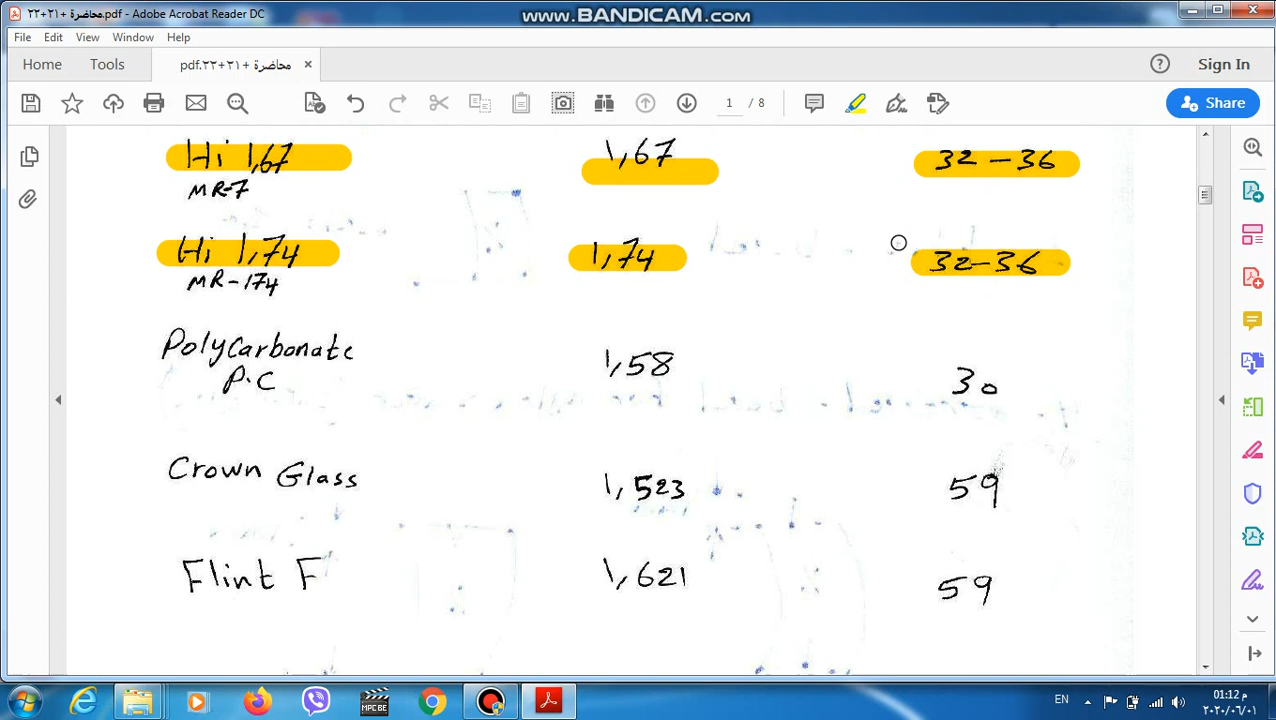 محاضرة +٢١+٢٢.pdf - Adobe Acrobat Reader DC
www.BANDICAM.com
File Edit View Window Help
Home Tools محاضرة +٢١+٢٢.pdf × Sign In
1 / 8 Share
Hi 1,67 1,67 32 – 36
MR-7
Hi 1,74 1,74 32 – 36
MR – 174
Polycarbonate 1,58 30
P.C
Crown Glass 1,523 59
Flint F 1,621 59
EN 01:12 م
٢٠٢٠/٠٦/٠١